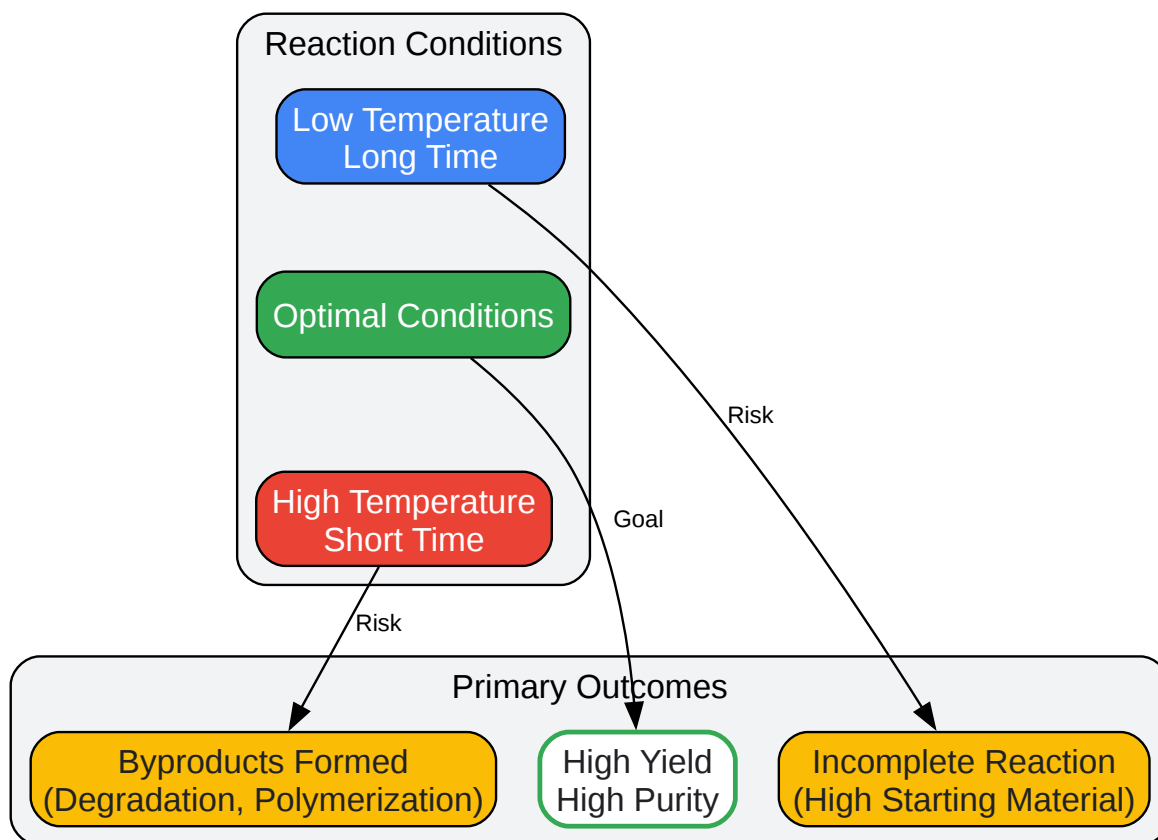 Reaction Conditions
Low Temperature
Long Time
Optimal Conditions
Risk
High Temperature
Short Time
Goal
Risk
Primary Outcomes
Byproducts Formed
(Degradation, Polymerization)
High Yield
High Purity
Incomplete Reaction
(High Starting Material)